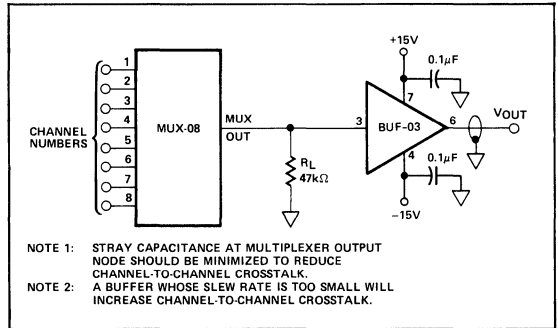 +15V
0.1µF
1
2
3
4
5
6
7
8
CHANNEL
NUMBERS
MUX-08
MUX
OUT
3
BUF-03
7
6
4
VOUT
RL
47kΩ
0.1µF
−15V
NOTE 1: STRAY CAPACITANCE AT MULTIPLEXER OUTPUT
NODE SHOULD BE MINIMIZED TO REDUCE
CHANNEL-TO-CHANNEL CROSSTALK.
NOTE 2: A BUFFER WHOSE SLEW RATE IS TOO SMALL WILL
INCREASE CHANNEL-TO-CHANNEL CROSSTALK.